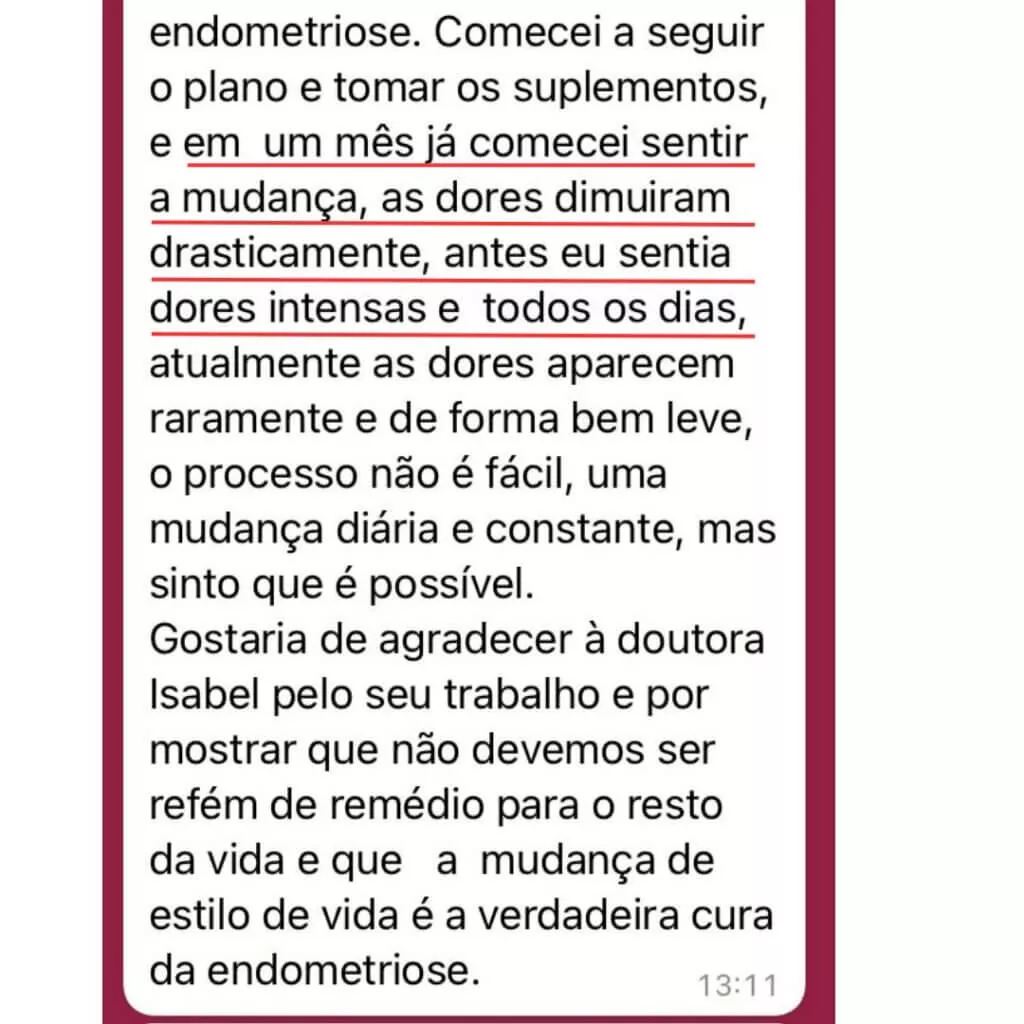 endometriose. Comecei a seguir
o plano e tomar os suplementos,
e em  um mês já comecei sentir
a mudança, as dores dimuiram
drasticamente, antes eu sentia
dores intensas e  todos os dias,
atualmente as dores aparecem
raramente e de forma bem leve,
o processo não é fácil, uma
mudança diária e constante, mas
sinto que é possível.
Gostaria de agradecer à doutora
Isabel pelo seu trabalho e por
mostrar que não devemos ser
refém de remédio para o resto
da vida e que   a  mudança de
estilo de vida é a verdadeira cura
da endometriose.
13:11